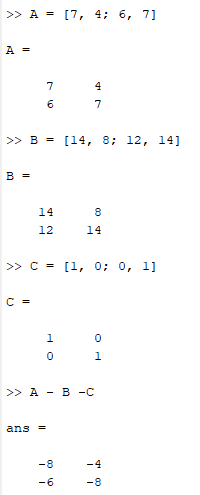 >> A = [7, 4; 6, 7]
A =
7 4
6 7
>> B = [14, 8; 12, 14]
B =
14 8
12 14
>> C = [1, 0; 0, 1]
C =
1 0
0 1
>> A - B -C
ans =
-8 -4
-6 -8